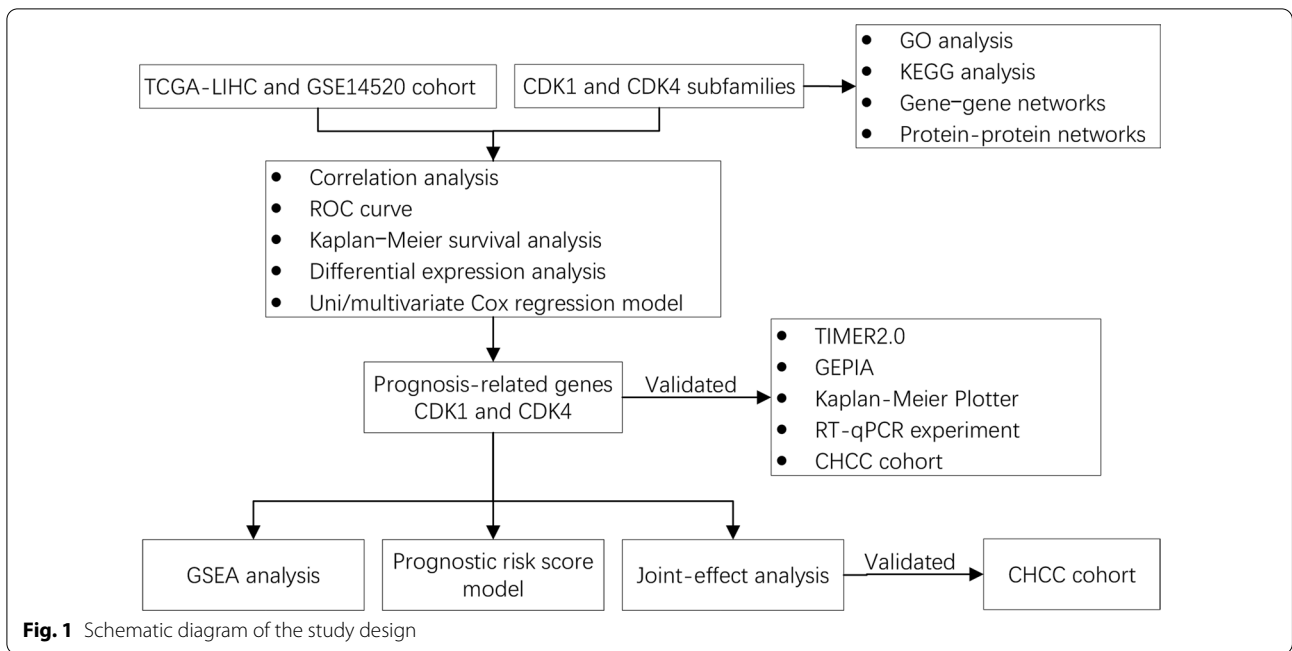 TCGA-LIHC and GSE14520 cohort
CDK1 and CDK4 subfamilies
● GO analysis
● KEGG analysis
● Gene–gene networks
● Protein-protein networks
● Correlation analysis
● ROC curve
● Kaplan–Meier survival analysis
● Differential expression analysis
● Uni/multivariate Cox regression model
Prognosis-related genes
CDK1 and CDK4
Validated
● TIMER2.0
● GEPIA
● Kaplan-Meier Plotter
● RT-qPCR experiment
● CHCC cohort
GSEA analysis
Prognostic risk score
model
Joint-effect analysis
Validated
CHCC cohort
Fig. 1 Schematic diagram of the study design